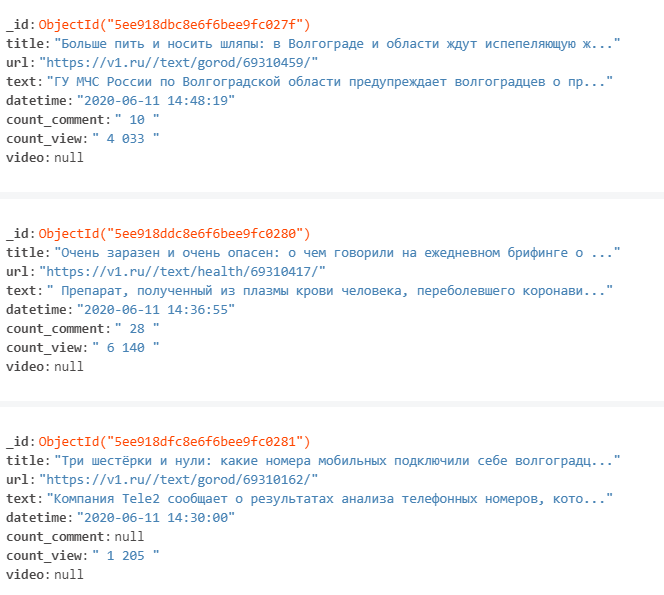 _id: ObjectId("5ee918dbc8e6f6bee9fc027f")
title: "Больше пить и носить шляпы: в Волгограде и области ждут испепеляющую ж..."
url: "https://v1.ru//text/gorod/69310459/"
text: "ГУ МЧС России по Волгоградской области предупреждает волгоградцев о пр..."
datetime: "2020-06-11 14:48:19"
count_comment: " 10 "
count_view: " 4 033 "
video: null
_id: ObjectId("5ee918ddc8e6f6bee9fc0280")
title: "Очень заразен и очень опасен: о чем говорили на ежедневном брифинге о ..."
url: "https://v1.ru//text/health/69310417/"
text: " Препарат, полученный из плазмы крови человека, переболевшего коронави..."
datetime: "2020-06-11 14:36:55"
count_comment: " 28 "
count_view: " 6 140 "
video: null
_id: ObjectId("5ee918dfc8e6f6bee9fc0281")
title: "Три шестёрки и нули: какие номера мобильных подключили себе волгоградц..."
url: "https://v1.ru//text/gorod/69310162/"
text: "Компания Tele2 сообщает о результатах анализа телефонных номеров, кото..."
datetime: "2020-06-11 14:30:00"
count_comment: null
count_view: " 1 205 "
video: null